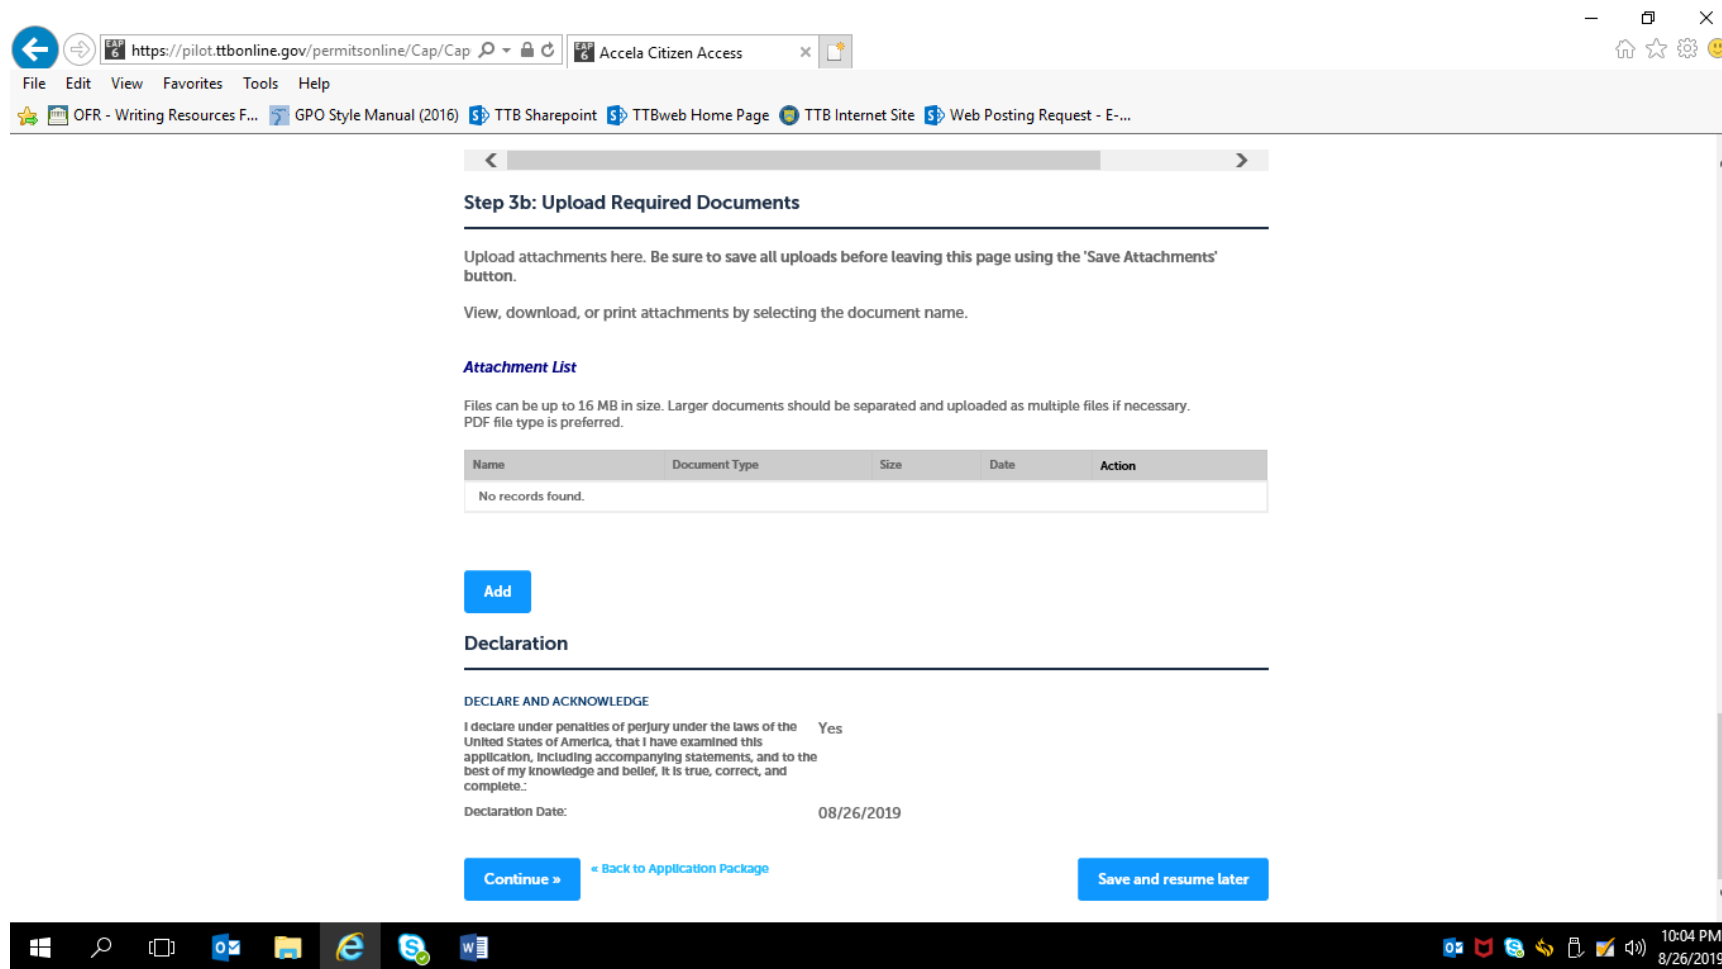 https://pilot.ttbonline.gov/permitsonline/Cap/Cap
EAP 6 Accela Citizen Access
File Edit View Favorites Tools Help
OFR - Writing Resources F... GPO Style Manual (2016) TTB Sharepoint TTBweb Home Page TTB Internet Site Web Posting Request - E-...
Step 3b: Upload Required Documents
Upload attachments here. Be sure to save all uploads before leaving this page using the 'Save Attachments'
button.
View, download, or print attachments by selecting the document name.
Attachment List
Files can be up to 16 MB in size. Larger documents should be separated and uploaded as multiple files if necessary.
PDF file type is preferred.
Name Document Type Size Date Action
No records found.
Add
Declaration
DECLARE AND ACKNOWLEDGE
I declare under penalties of perjury under the laws of the Yes
United States of America, that I have examined this
application, including accompanying statements, and to the
best of my knowledge and belief, it is true, correct, and
complete.:
Declaration Date: 08/26/2019
Continue » « Back to Application Package Save and resume later
10:04 PM
8/26/2019